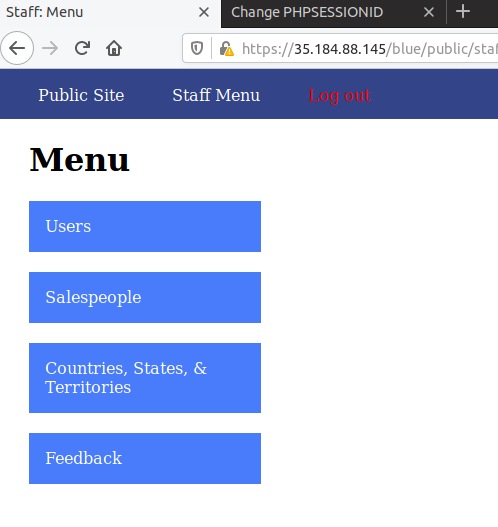 Staff: Menu
Change PHPSESSIONID
https://35.184.88.145/blue/public/staf
Public Site
Staff Menu
Log out
Menu
Users
Salespeople
Countries, States, &
Territories
Feedback